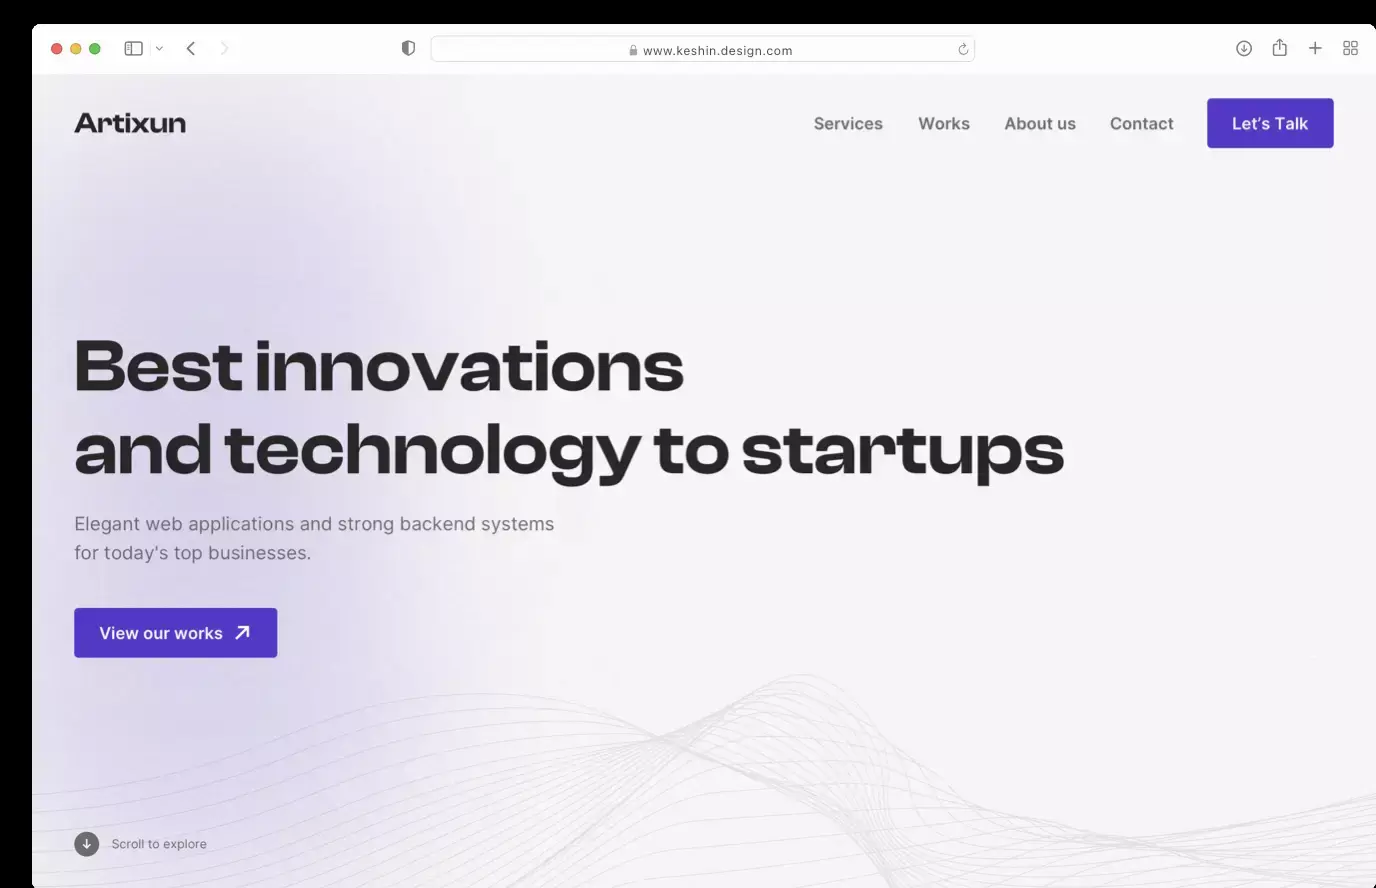 www.keshin.design.com
Artixun
Services
Works
About us
Contact
Let's Talk
Best innovations
and technology to startups
Elegant web applications and strong backend systems
for today's top businesses.
View our works
Scroll to explore